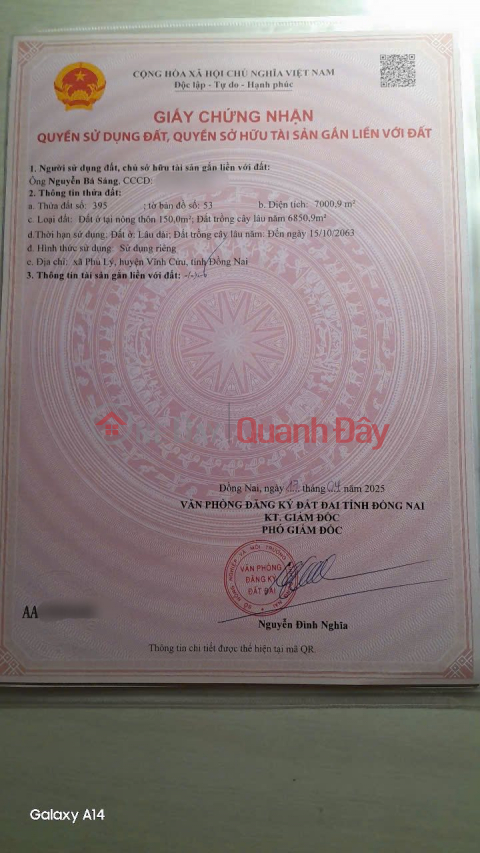 CỘNG HÒA XÃ HỘI CHỦ NGHĨA VIỆT NAM
Độc lập - Tự do - Hạnh phúc
GIẤY CHỨNG NHẬN
QUYỀN SỬ DỤNG ĐẤT, QUYỀN SỞ HỮU TÀI SẢN GẮN LIỀN VỚI ĐẤT
1. Người sử dụng đất, chủ sở hữu tài sản gắn liền với đất:
Ông Nguyễn Bá Sáng, CCCD:
2. Thông tin thửa đất:
a. Thửa đất số: 395 ; tờ bản đồ số: 53 b. Diện tích: 7000,9 m²
c. Loại đất: Đất ở tại nông thôn 150,0m²; Đất trồng cây lâu năm 6850,9m²
d.Thời hạn sử dụng: Đất ở: Lâu dài; Đất trồng cây lâu năm: Đến ngày 15/10/2063
đ. Hình thức sử dụng: Sử dụng riêng
e. Địa chỉ: xã Phú Lý, huyện Vĩnh Cửu, tỉnh Đồng Nai
3. Thông tin tài sản gắn liền với đất: -/-/-/-
Quanh Đây
Đồng Nai, ngày tháng 04 năm 2025
VĂN PHÒNG ĐĂNG KÝ ĐẤT ĐAI TỈNH ĐỒNG NAI
KT. GIÁM ĐỐC
PHÓ GIÁM ĐỐC
VĂN PHÒNG
ĐĂNG KÝ
ĐẤT ĐAI
AA
Nguyễn Đình Nghĩa
Thông tin chi tiết được thể hiện tại mã QR.
Galaxy A14